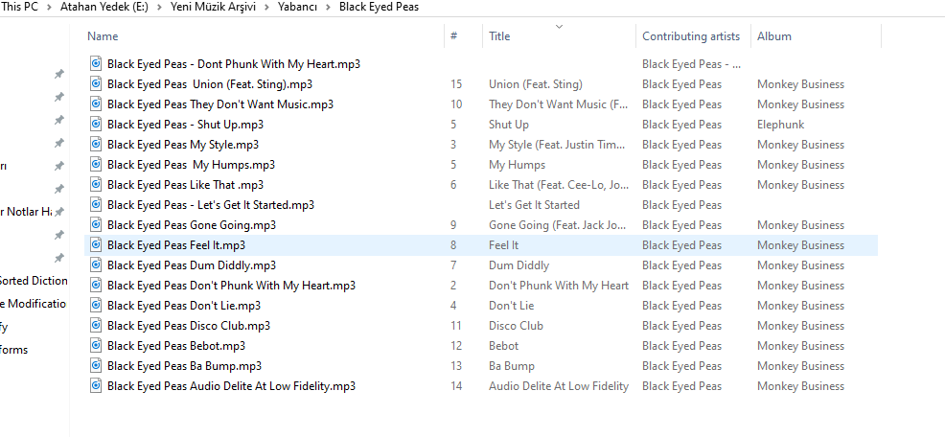 This PC > Atahan Yedek (E:) > Yeni Müzik Arşivi > Yabancı > Black Eyed Peas
Name # Title Contributing artists Album
Black Eyed Peas - Dont Phunk With My Heart.mp3 Black Eyed Peas - ...
Black Eyed Peas  Union (Feat. Sting).mp3 15 Union (Feat. Sting) Black Eyed Peas Monkey Business
Black Eyed Peas They Don't Want Music.mp3 10 They Don't Want Music (F... Black Eyed Peas Monkey Business
Black Eyed Peas - Shut Up.mp3 5 Shut Up Black Eyed Peas Elephunk
Black Eyed Peas My Style.mp3 3 My Style (Feat. Justin Tim... Black Eyed Peas Monkey Business
rı
Black Eyed Peas  My Humps.mp3 5 My Humps Black Eyed Peas Monkey Business
Black Eyed Peas Like That .mp3 6 Like That (Feat. Cee-Lo, Jo... Black Eyed Peas Monkey Business
r Notlar Ha
Black Eyed Peas - Let's Get It Started.mp3 Let's Get It Started Black Eyed Peas
Black Eyed Peas Gone Going.mp3 9 Gone Going (Feat. Jack Jo... Black Eyed Peas Monkey Business
Black Eyed Peas Feel It.mp3 8 Feel It Black Eyed Peas Monkey Business
Black Eyed Peas Dum Diddly.mp3 7 Dum Diddly Black Eyed Peas Monkey Business
sorted Diction
Black Eyed Peas Don't Phunk With My Heart.mp3 2 Don't Phunk With My Heart Black Eyed Peas Monkey Business
e Modificatio
Black Eyed Peas Don't Lie.mp3 4 Don't Lie Black Eyed Peas Monkey Business
fy
Black Eyed Peas Disco Club.mp3 11 Disco Club Black Eyed Peas Monkey Business
forms
Black Eyed Peas Bebot.mp3 12 Bebot Black Eyed Peas Monkey Business
Black Eyed Peas Ba Bump.mp3 13 Ba Bump Black Eyed Peas Monkey Business
Black Eyed Peas Audio Delite At Low Fidelity.mp3 14 Audio Delite At Low Fidelity Black Eyed Peas Monkey Business